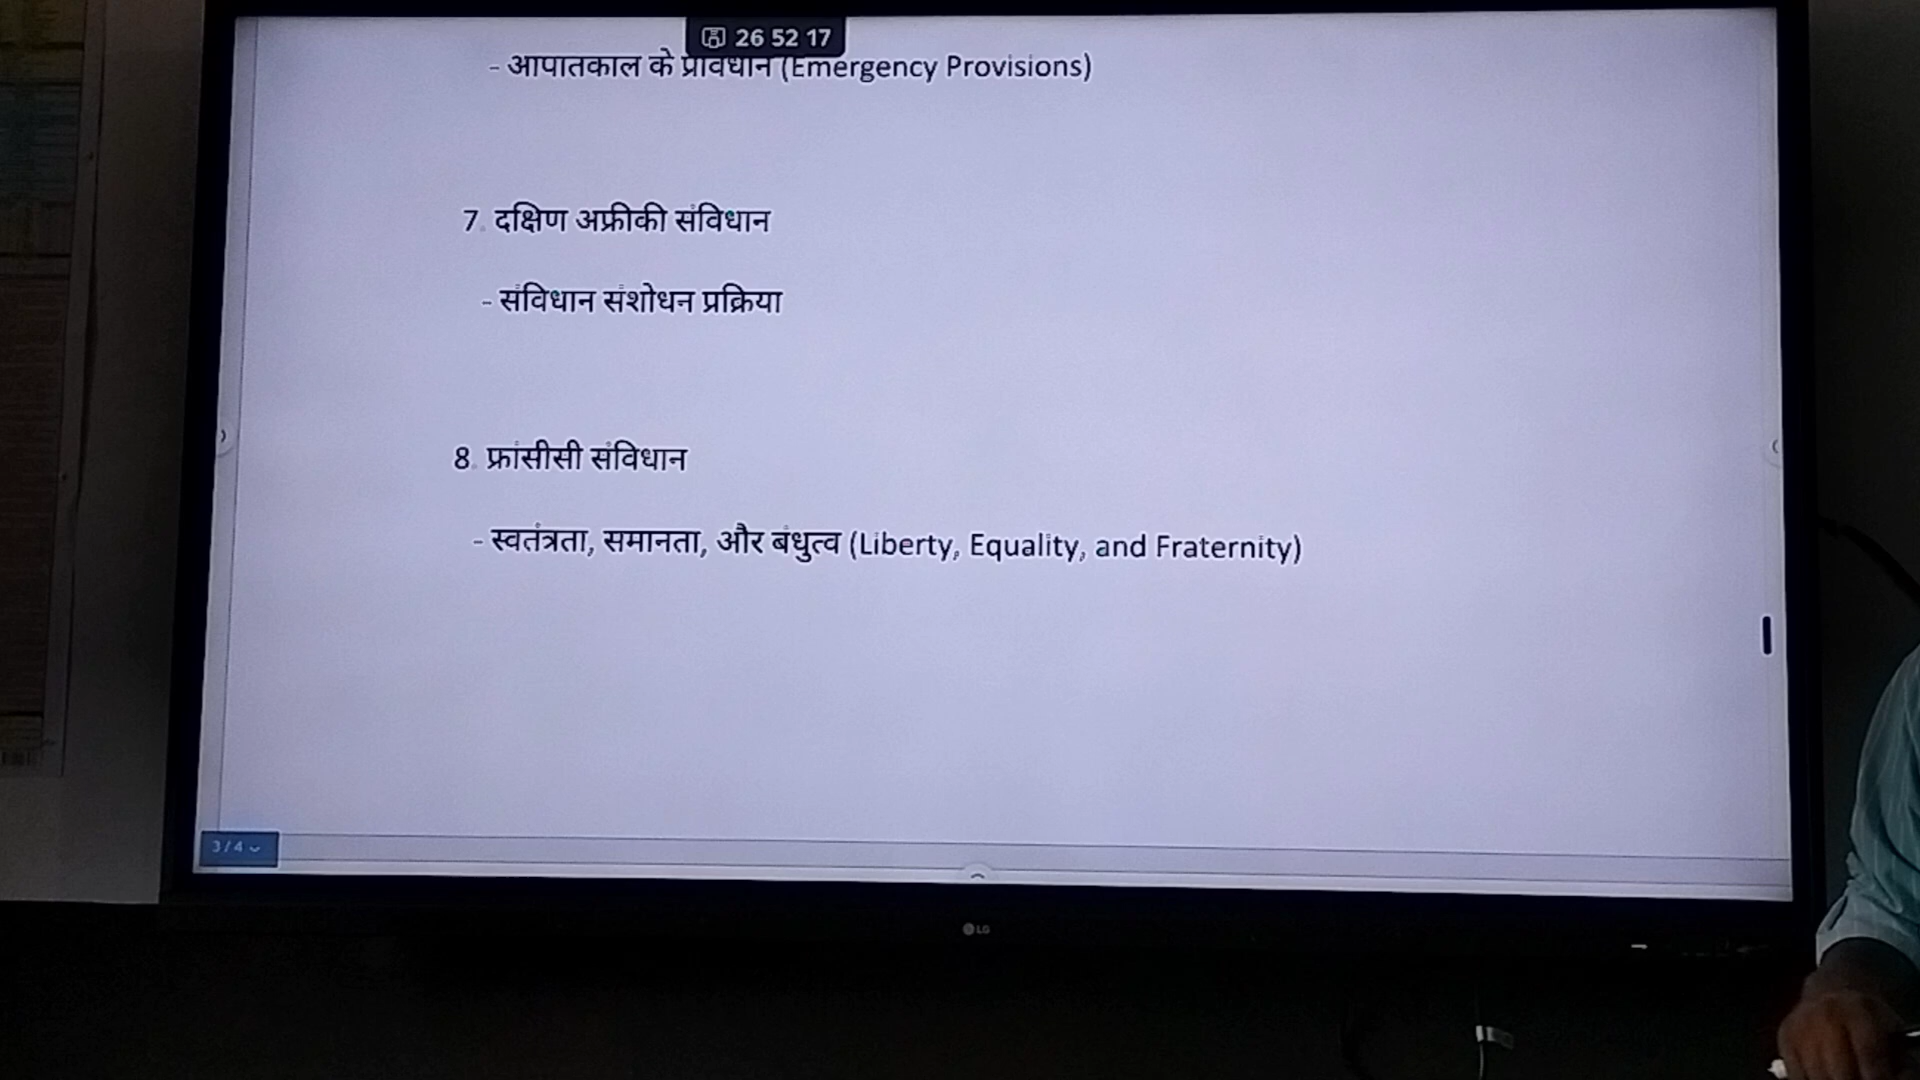 26 52 17
- आपातकाल के प्रावधान (Emergency Provisions)
7. दक्षिण अफ्रीकी संविधान
- संविधान संशोधन प्रक्रिया
8. फ्रांसीसी संविधान
- स्वतंत्रता, समानता, और बंधुत्व (Liberty, Equality, and Fraternity)
3/4
LG